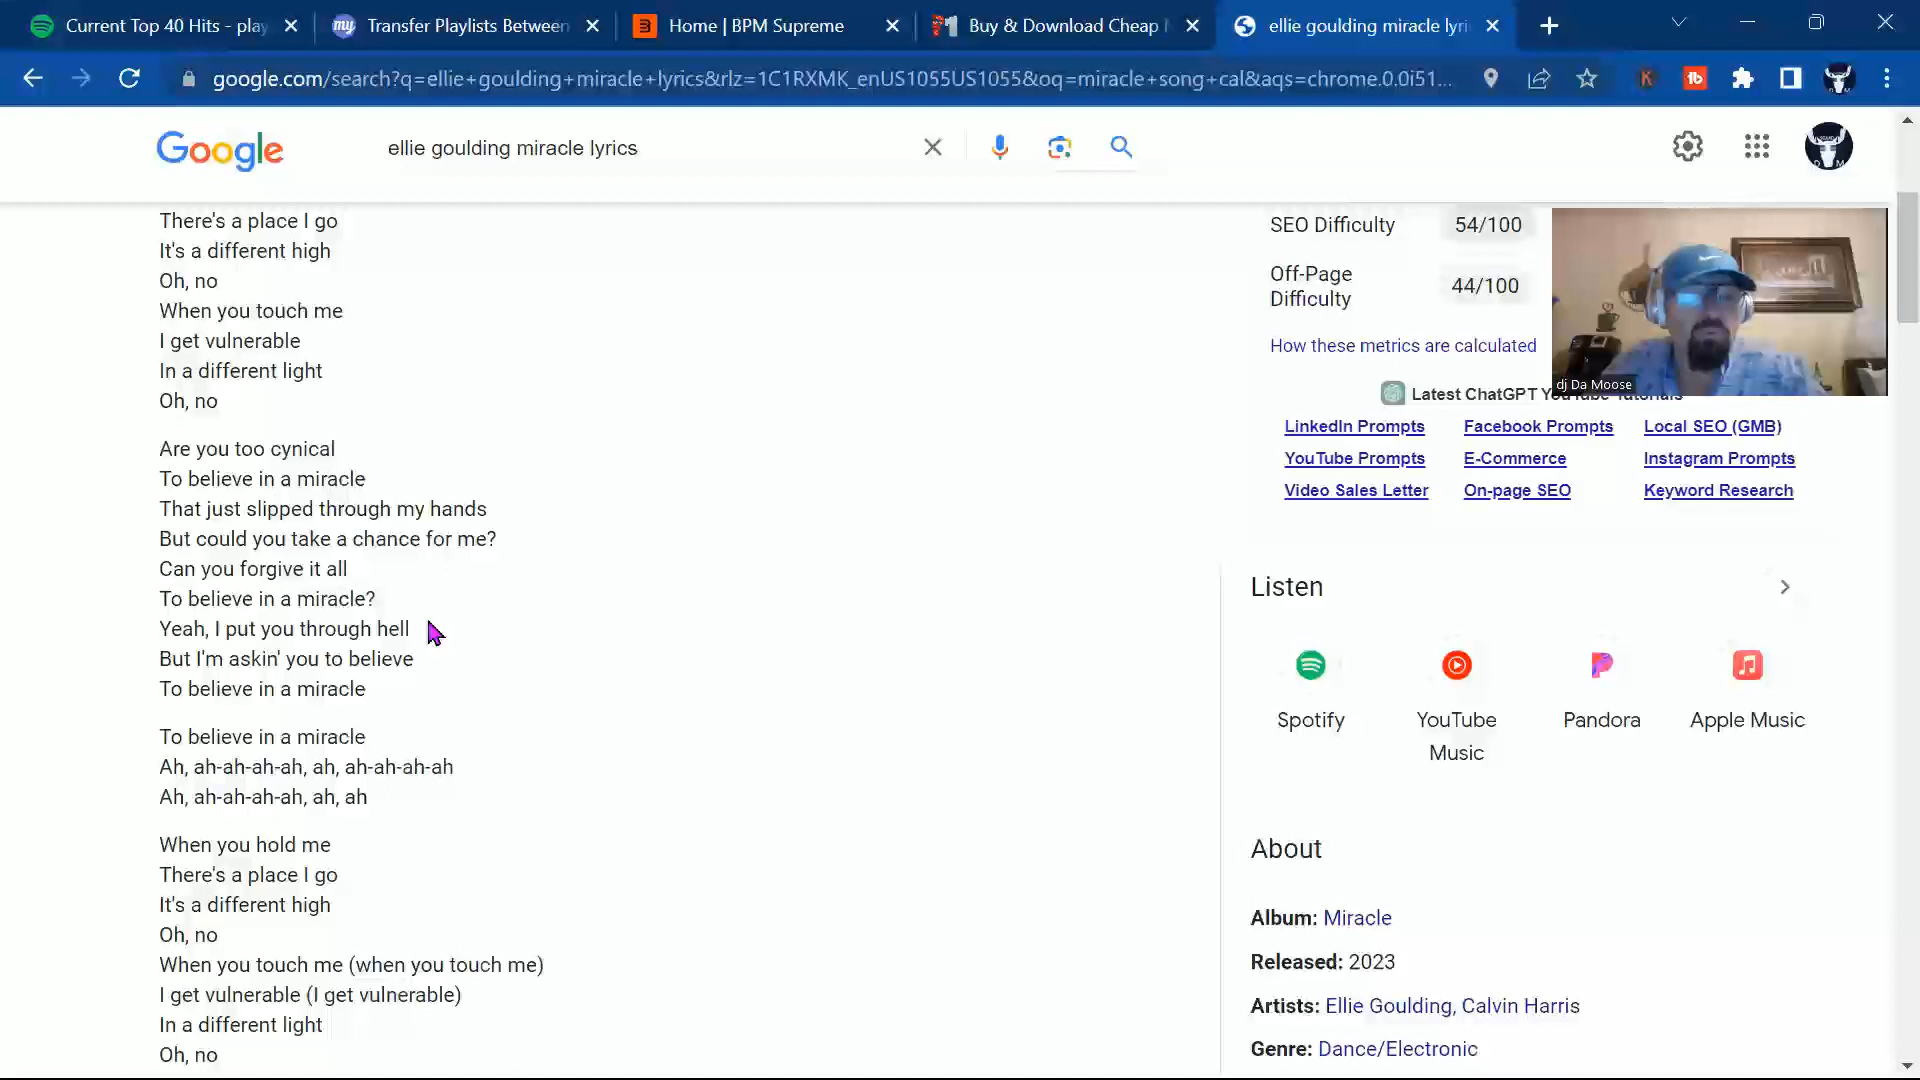 Current Top 40 Hits - play
Transfer Playlists Between
Home | BPM Supreme
Buy & Download Cheap
ellie goulding miracle lyri
google.com/search?q=ellie+goulding+miracle+lyrics&rlz=1C1RXMK_enUS1055US1055&oq=miracle+song+cal&aqs=chrome.0.0i51...
Google
ellie goulding miracle lyrics
There's a place I go
It's a different high
Oh, no
When you touch me
I get vulnerable
In a different light
Oh, no
Are you too cynical
To believe in a miracle
That just slipped through my hands
But could you take a chance for me?
Can you forgive it all
To believe in a miracle?
Yeah, I put you through hell
But I'm askin' you to believe
To believe in a miracle
To believe in a miracle
Ah, ah-ah-ah-ah, ah, ah-ah-ah-ah
Ah, ah-ah-ah-ah, ah, ah
When you hold me
There's a place I go
It's a different high
Oh, no
When you touch me (when you touch me)
I get vulnerable (I get vulnerable)
In a different light
Oh, no
SEO Difficulty 54/100
Off-Page
Difficulty 44/100
How these metrics are calculated
dj Da Moose
Latest ChatGPT YouTube Tutorials
LinkedIn Prompts Facebook Prompts Local SEO (GMB)
YouTube Prompts E-Commerce Instagram Prompts
Video Sales Letter On-page SEO Keyword Research
Listen
Spotify
YouTube
Music
Pandora
Apple Music
About
Album: Miracle
Released: 2023
Artists: Ellie Goulding, Calvin Harris
Genre: Dance/Electronic